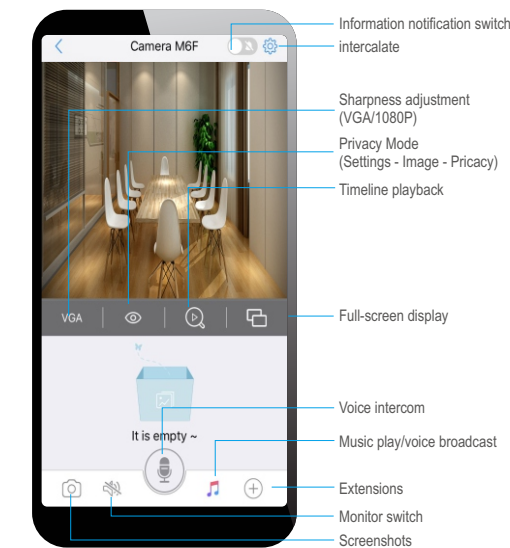 Information notification switch
Camera M6F
intercalate
Sharpness adjustment
(VGA/1080P)
Privacy Mode
(Settings - Image - Pricacy)
Timeline playback
VGA
Full-screen display
Voice intercom
It is empty ~
Music play/voice broadcast
Extensions
Monitor switch
Screenshots